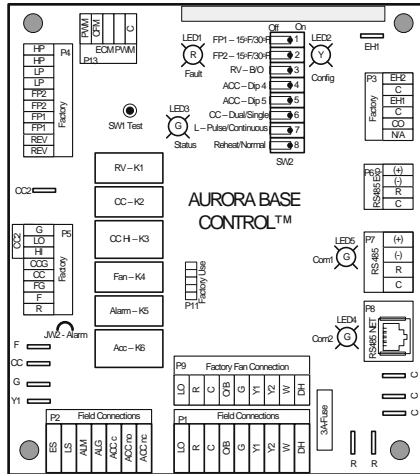 PWM
CFM
C
ECM PWM
P13
LED1
R
Fault
Off On
FP1 – 15°F/30°F 1
FP2 – 15°F/30°F 2
RV – B/O 3
ACC – Dip 4 4
ACC – Dip 5 5
CC – Dual/Single 6
L – Pulse/Continuous 7
Reheat/Normal 8
SW2
LED2
Y
Config
EH1
HP
HP
LP
LP
FP2
FP2
FP1
FP1
REV
REV
P4
Factory
SW1 Test
LED3
G
Status
P3
Factory
EH2
C
EH1
C
CO
N/A
CC2
RV – K1
CC – K2
CC Hi – K3
Fan – K4
Alarm – K5
Acc – K6
AURORA BASE
CONTROL™
P6
RS485 EXP
(+)
(-)
R
C
CC2
G
LO
HI
CCG
CC
FG
F
R
P5
Factory
JW2 - Alarm
P11
Factory Use
LED5
G
Com1
P7
RS 485
(+)
(-)
R
C
LED4
G
Com2
P8
RS485 NET
F
CC
G
Y1
P9 Factory Fan Connection
LO
R
C
O/B
G
Y1
Y2
W
DH
P2 Field Connections
ES
LS
ALM
ALG
ACC c
ACC no
ACC nc
P1 Field Connections
LO
R
C
O/B
G
Y1
Y2
W
DH
3A-Fuse
C
C
C
R R